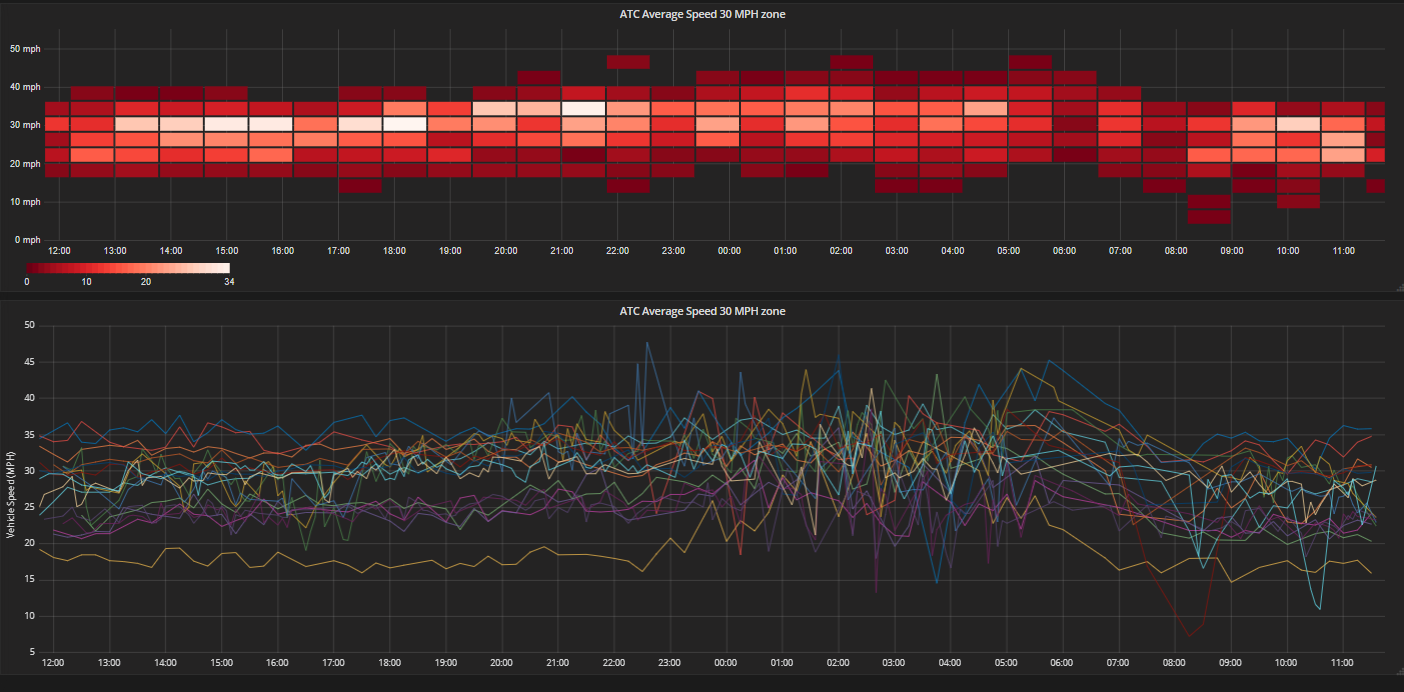 ATC Average Speed 30 MPH zone
50 mph
40 mph
30 mph
20 mph
10 mph
0 mph
12:00 13:00 14:00 15:00 16:00 17:00 18:00 19:00 20:00 21:00 22:00 23:00 00:00 01:00 02:00 03:00 04:00 05:00 06:00 07:00 08:00 09:00 10:00 11:00
0 10 20 34
ATC Average Speed 30 MPH zone
Vehicle Speed (MPH)
50
45
40
35
30
25
20
15
10
5
12:00 13:00 14:00 15:00 16:00 17:00 18:00 19:00 20:00 21:00 22:00 23:00 00:00 01:00 02:00 03:00 04:00 05:00 06:00 07:00 08:00 09:00 10:00 11:00